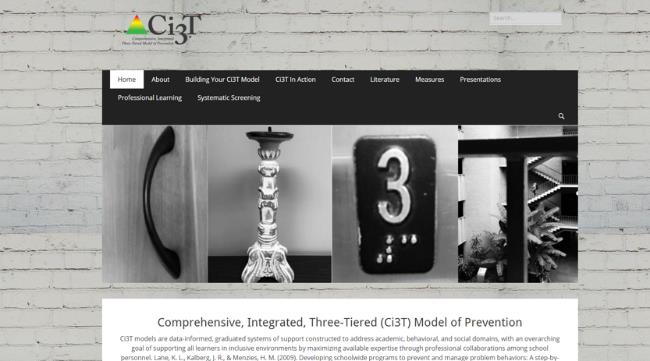 Search...
Ci3T
Comprehensive, Integrated
Three-Tiered Model of Prevention
Home About Building Your CI3T Model CI3T In Action Contact Literature Measures Presentations
Professional Learning Systematic Screening
3
Comprehensive, Integrated, Three-Tiered (Ci3T) Model of Prevention
Ci3T models are data-informed, graduated systems of support constructed to address academic, behavioral, and social domains, with an overarching
goal of supporting all learners in inclusive environments by maximizing available expertise through professional collaborations among school
personnel. Lane, K. L., Kalberg, J. R., & Menzies, H. M. (2009). Developing schoolwide programs to prevent and manage problem behaviors: A step-by-